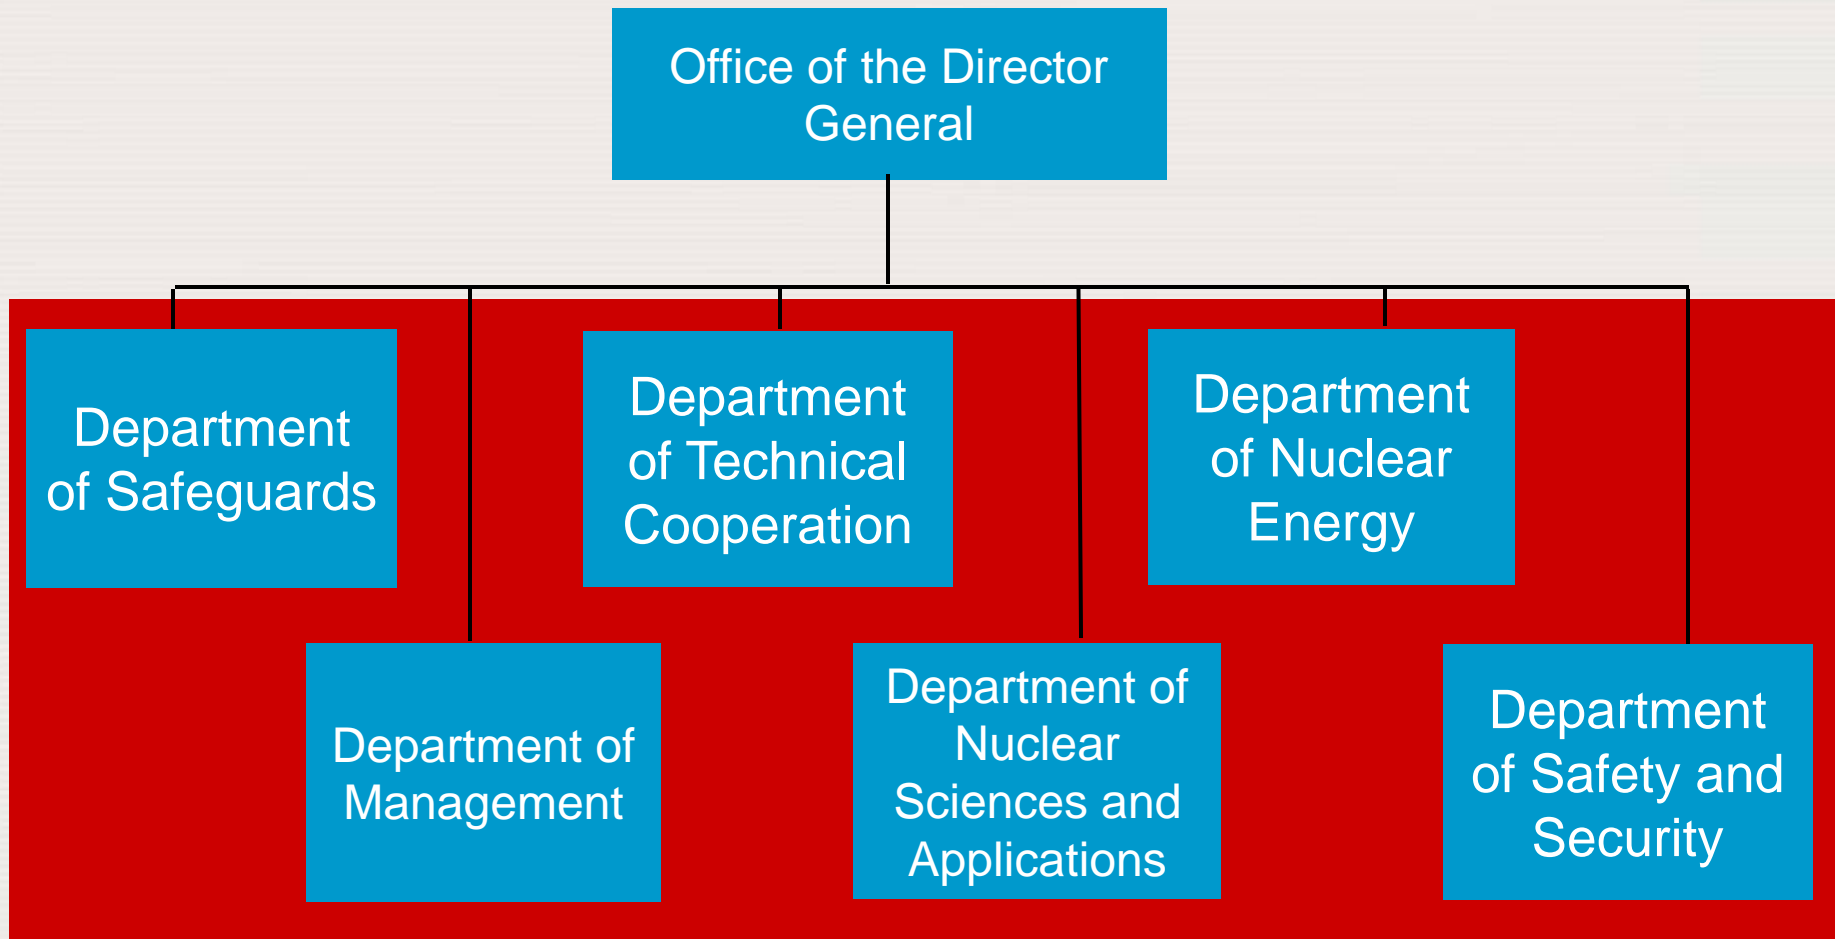 Office of the Director
General
Department
of Safeguards
Department
of Technical
Cooperation
Department
of Nuclear
Energy
Department of
Management
Department of
Nuclear
Sciences and
Applications
Department
of Safety and
Security